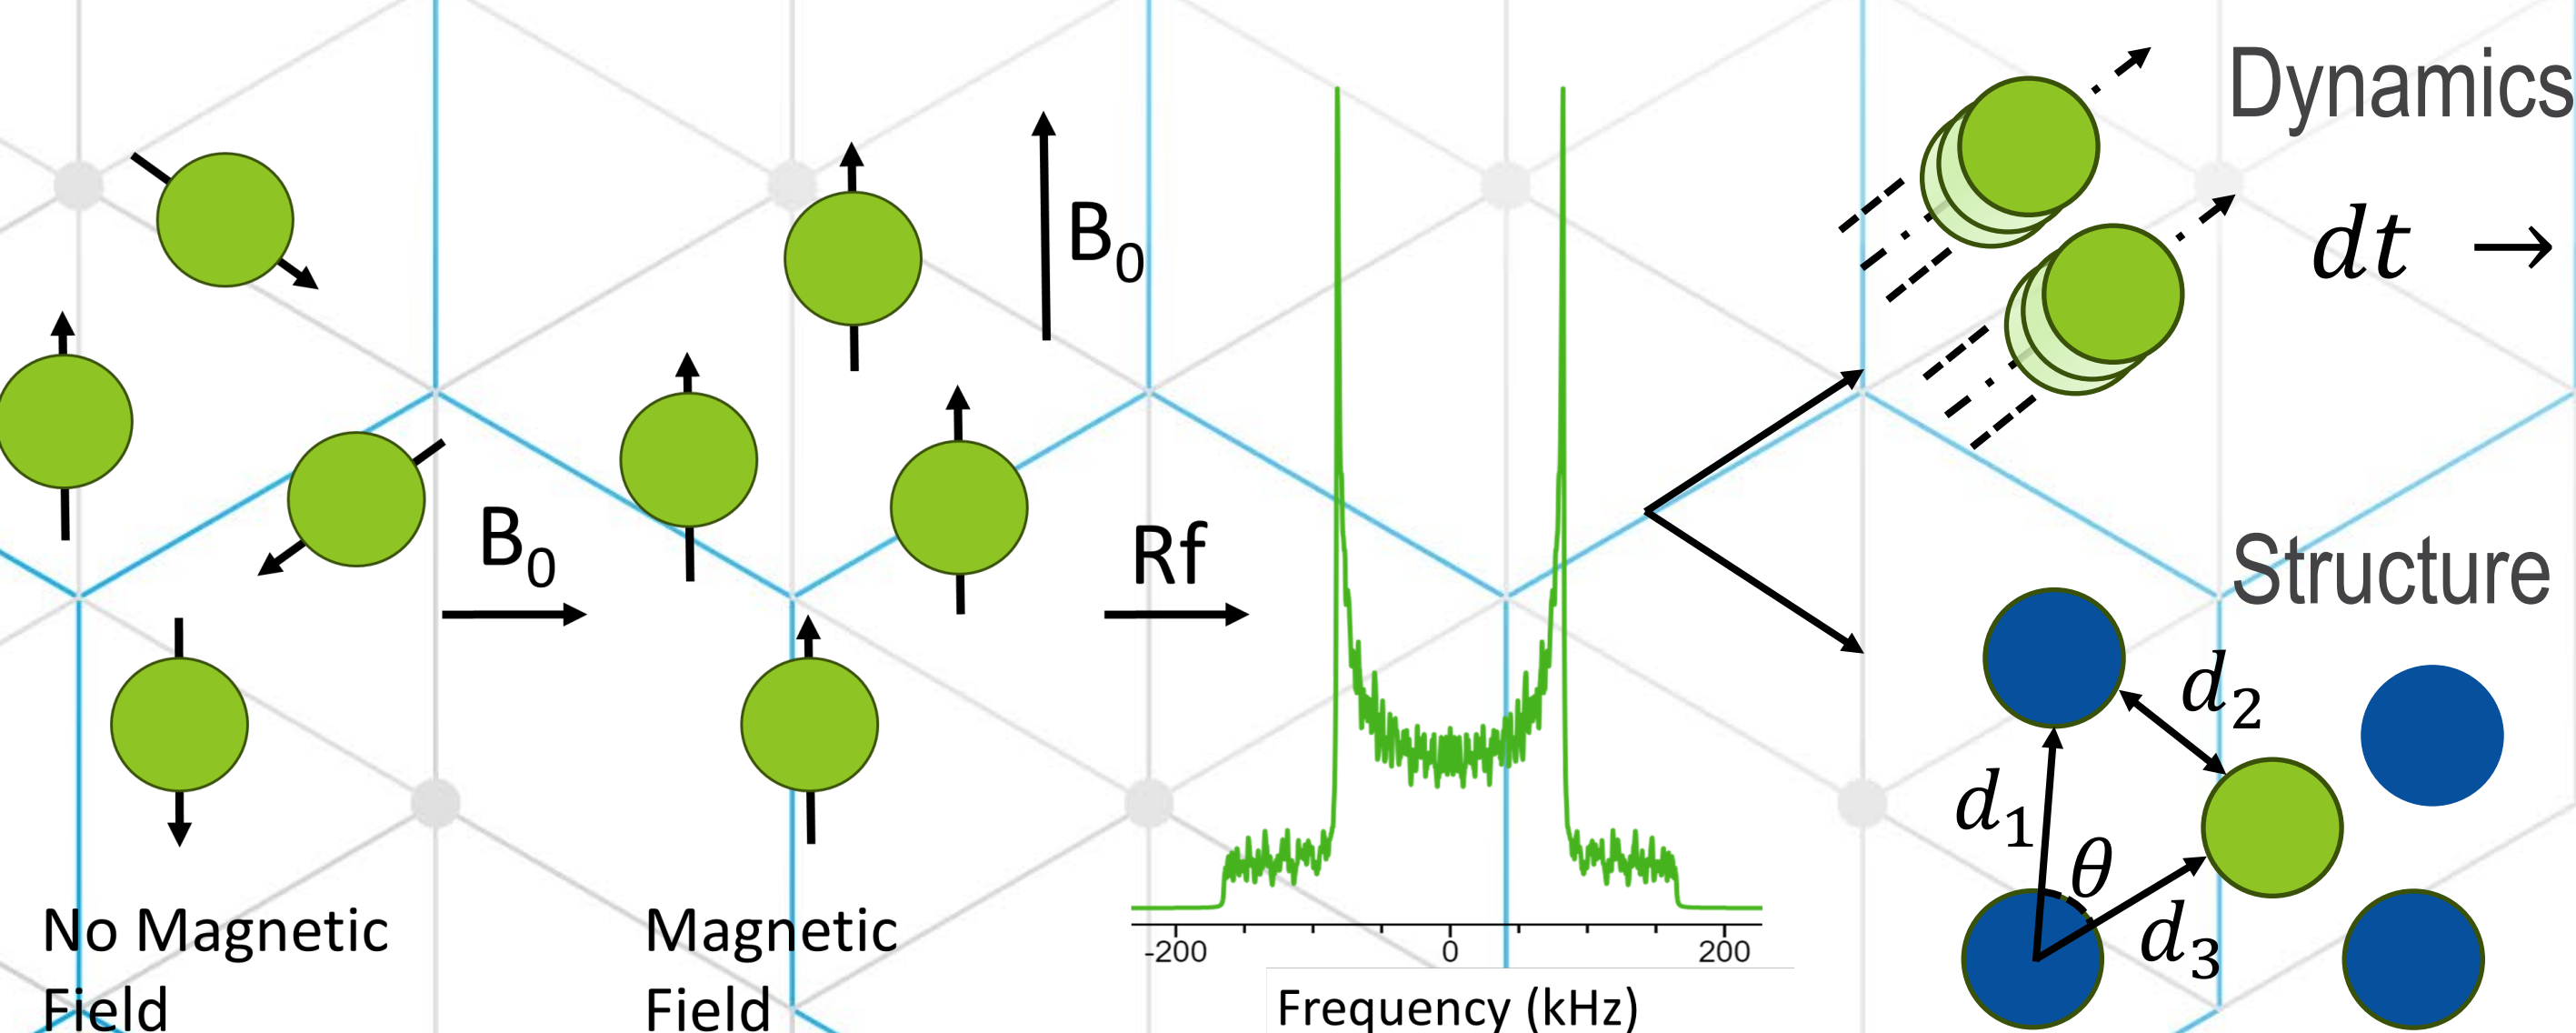 Dynamics
dt →
B₀
B₀
Rf
Structure
d₂
d₁
θ
d₃
-200 0 200
Frequency (kHz)
No Magnetic
Field
Magnetic
Field